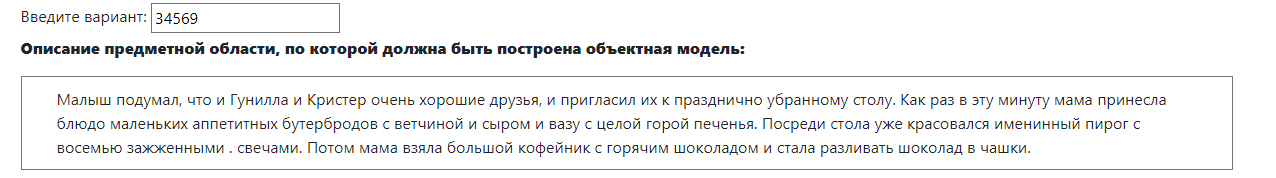 Введите вариант: 34569
Описание предметной области, по которой должна быть построена объектная модель:
Малыш подумал, что и Гунилла и Кристер очень хорошие друзья, и пригласил их к празднично убранному столу. Как раз в эту минуту мама принесла
блюдо маленьких аппетитных бутербродов с ветчиной и сыром и вазу с целой горой печенья. Посреди стола уже красовался именинный пирог с
восемью зажженными . свечами. Потом мама взяла большой кофейник с горячим шоколадом и стала разливать шоколад в чашки.